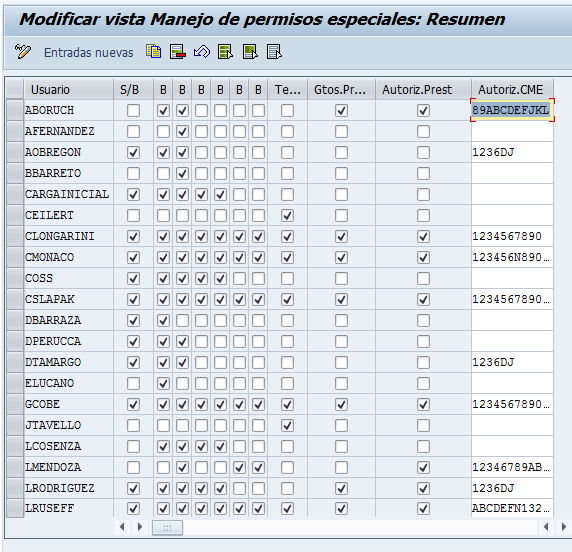 Modificar vista Manejo de permisos especiales: Resumen
Entradas nuevas
Usuario S/B B B B B B B Te... Gtos.Pr... Autoriz.Prest Autoriz.CME
ABORUCH 89ABCDEFJKL
AFERNANDEZ
AOBREGON 1236DJ
BBARRETO
CARGAINICIAL
CEILERT
CLONGARINI 1234567890
CMONACO 123456N890...
COSS
CSLAPAK 1234567890...
DBARRAZA
DPERUCCA
DTAMARGO 1236DJ
ELUCANO
GCOBE 1234567890...
JTAVELLO
LCOSENZA
LMENDOZA 12346789AB...
LRODRIGUEZ 1236DJ
LRUSEFF ABCDEFN132...